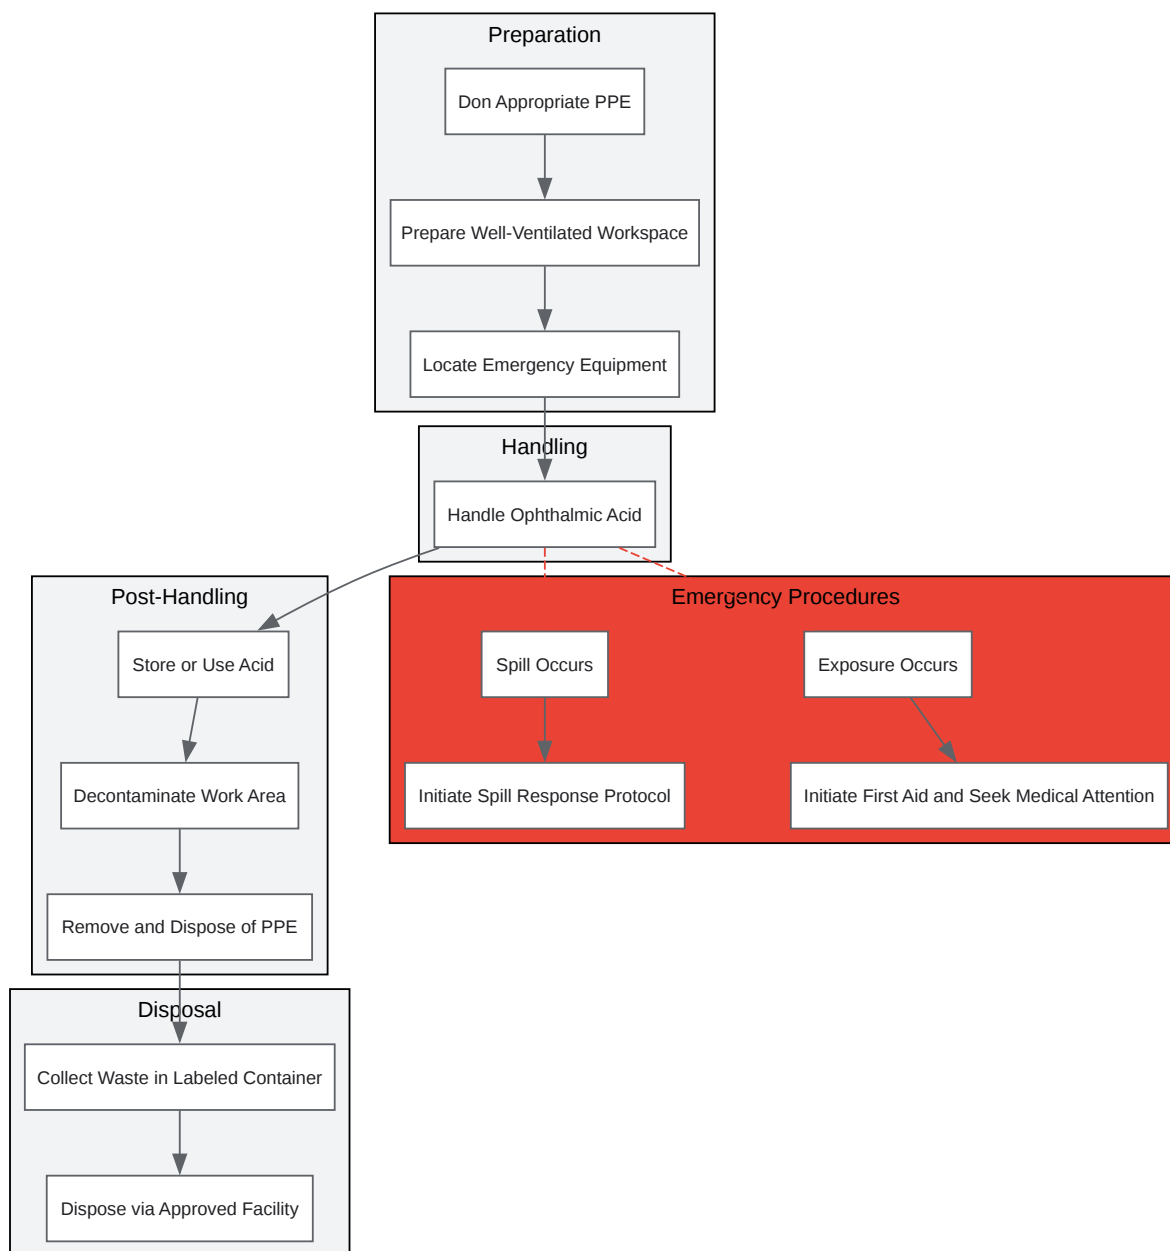 Preparation
Don Appropriate PPE
Prepare Well-Ventilated Workspace
Locate Emergency Equipment
Handling
Handle Ophthalmic Acid
Post-Handling
Store or Use Acid
Decontaminate Work Area
Remove and Dispose of PPE
Emergency Procedures
Spill Occurs
Exposure Occurs
Initiate Spill Response Protocol
Initiate First Aid and Seek Medical Attention
Disposal
Collect Waste in Labeled Container
Dispose via Approved Facility